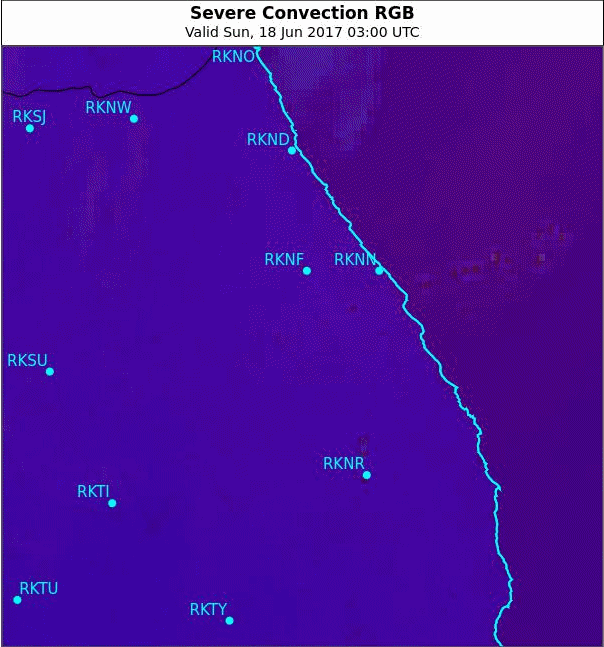 Severe Convection RGB
Valid Sun, 18 Jun 2017 03:00 UTC
RKNO
RKNW
RKSJ
RKND
RKNF
RKNN
RKSU
RKNR
RKTI
RKTU
RKTY